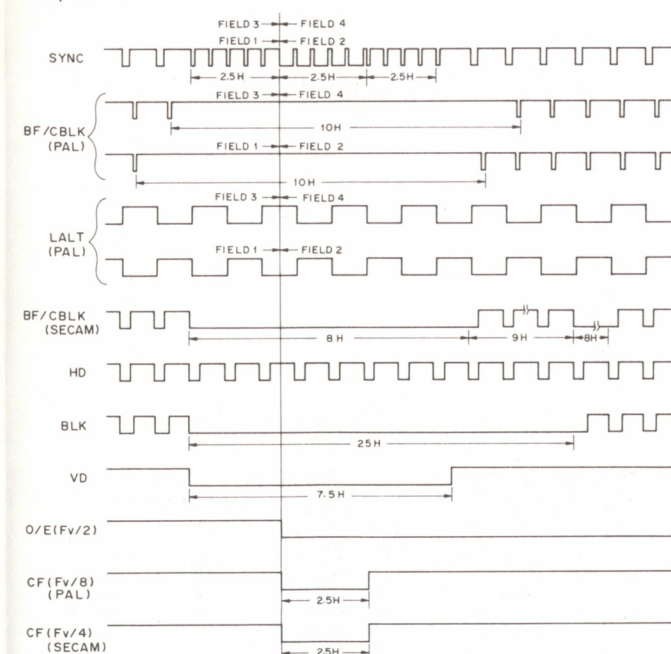 FIELD 3 FIELD 4
FIELD 1 FIELD 2
SYNC
2.5H 2.5H 2.5H
FIELD 3 FIELD 4
BF/CBLK
(PAL)
10H
FIELD 1 FIELD 2
10H
FIELD 3 FIELD 4
LALT
(PAL)
FIELD 1 FIELD 2
BF/CBLK
(SECAM)
8H 9H 8H
HD
BLK
25H
VD
7.5H
O/E(Fv/2)
CF(Fv/8)
(PAL)
2.5H
CF(Fv/4)
(SECAM)
2.5H